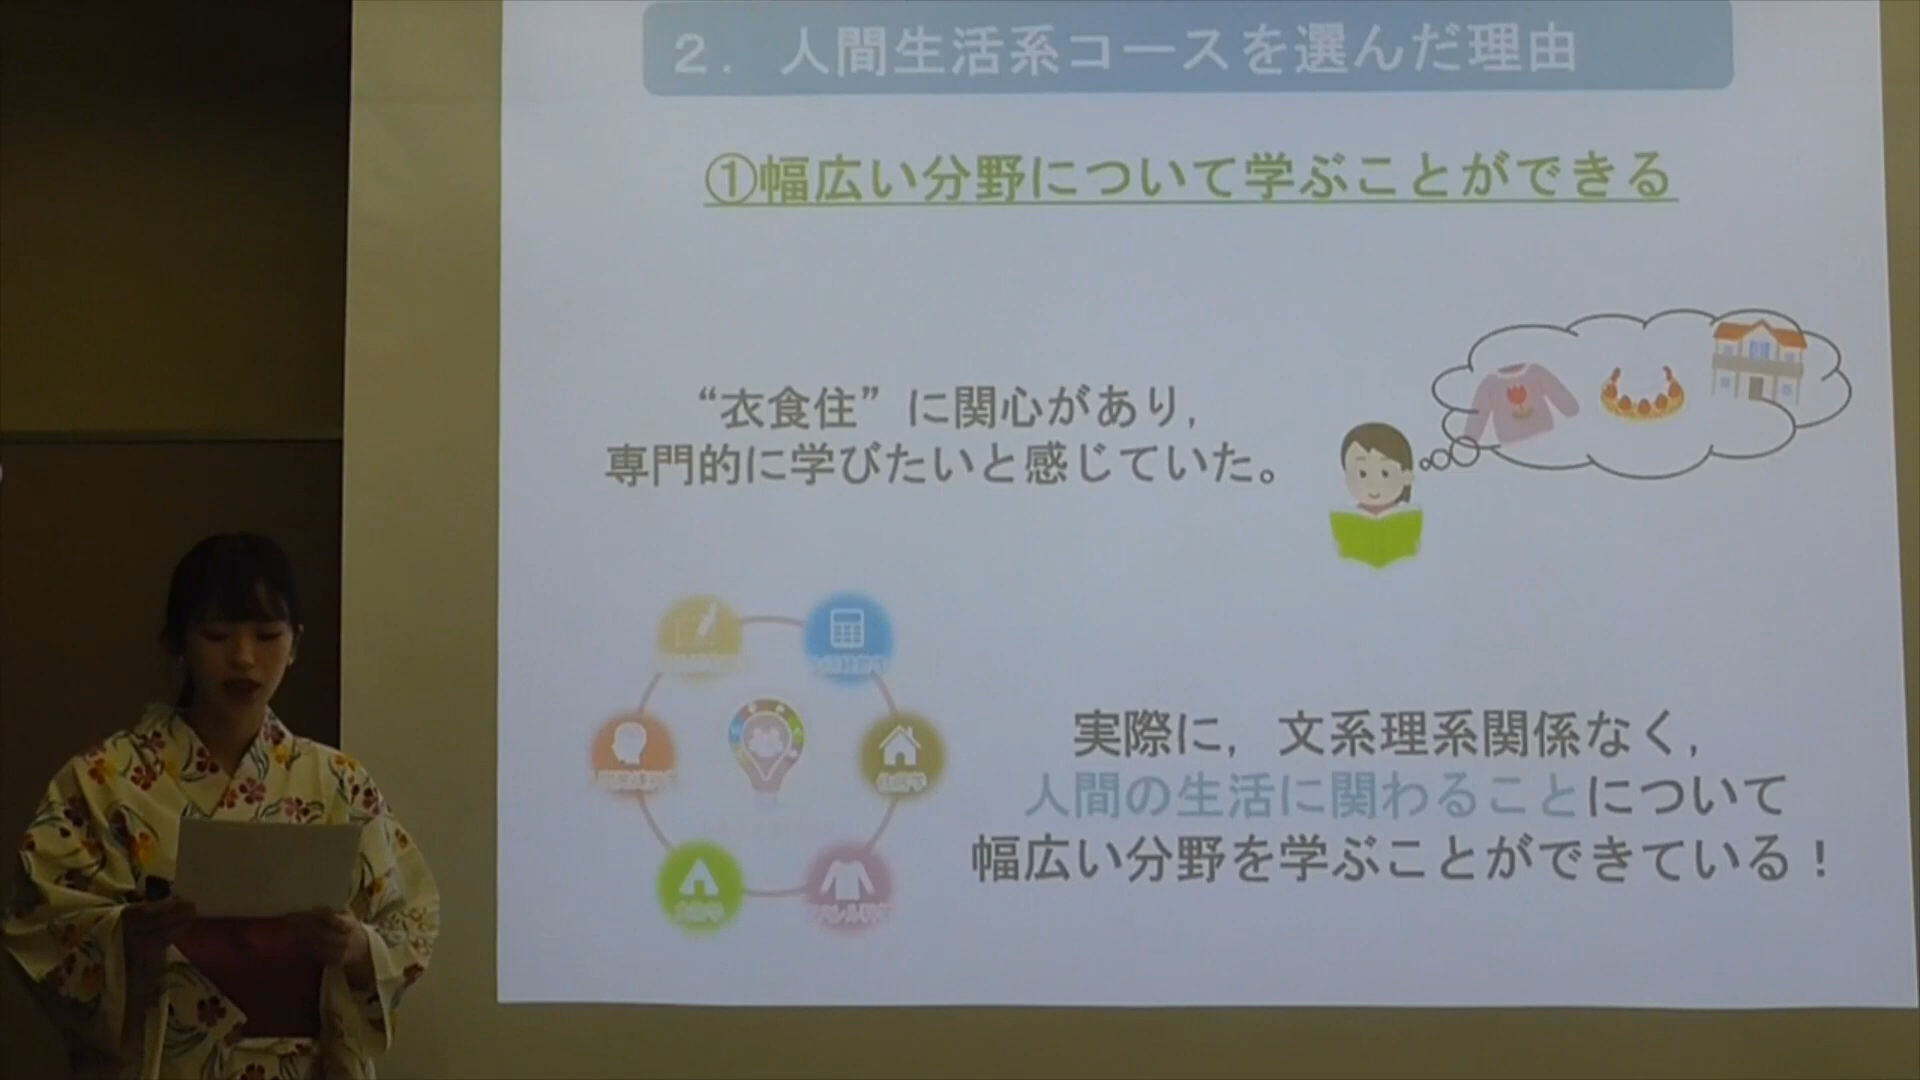 2. 人間生活系コースを選んだ理由
①幅広い分野について学ぶことができる
“衣食住”に関心があり,
専門的に学びたいと感じていた。
実際に, 文系理系関係なく,
人間の生活に関わることについて
幅広い分野を学ぶことができている!